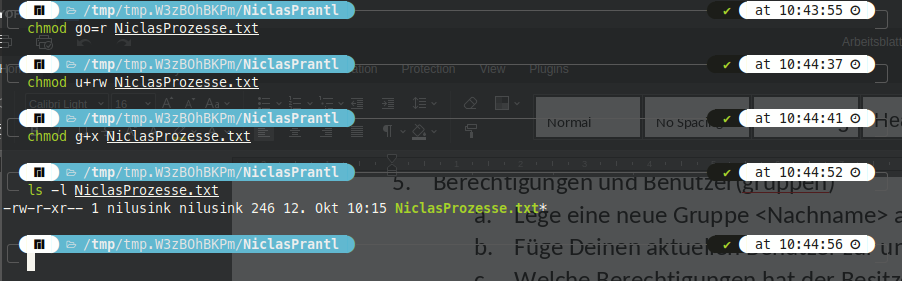 /tmp/tmp.W3zBOhBKPm/NiclasPrantl ✔ at 10:43:55
chmod go=r NiclasProzesse.txt
Arbeitsblatt
/tmp/tmp.W3zBOhBKPm/NiclasPrantl ✔ at 10:44:37
Protection View Plugins
chmod u+rw NiclasProzesse.txt
/tmp/tmp.W3zBOhBKPm/NiclasPrantl ✔ at 10:44:41
Calibri Light 16
Normal No Spacing
chmod g+x NiclasProzesse.txt
/tmp/tmp.W3zBOhBKPm/NiclasPrantl ✔ at 10:44:52
5. Berechtigungen und Benutzer(gruppen)
ls -l NiclasProzesse.txt
-rw-r-xr-- 1 nilusink nilusink 246 12. Okt 10:15 NiclasProzesse.txt*
a. Lege eine neue Gruppe <Nachname> a
/tmp/tmp.W3zBOhBKPm/NiclasPrantl ✔ at 10:44:56
b. Füge Deinen aktuellen Benutzer zur
c. Welche Berechtigungen hat der Besitz